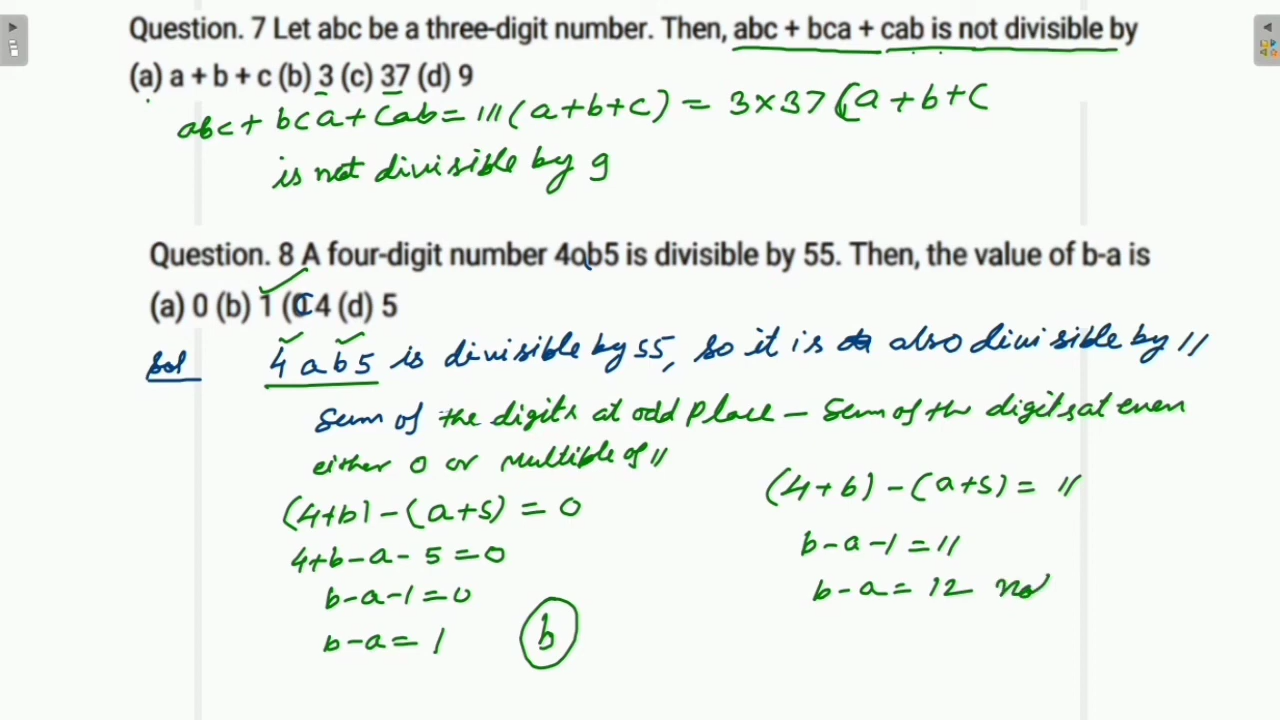 Question. 7 Let abc be a three-digit number. Then, abc + bca + cab is not divisible by
(a) a + b + c (b) 3 (c) 37 (d) 9
abc + bca + cab = 111 (a+b+c) = 3×37 (a+b+c
is not divisible by 9
Question. 8 A four-digit number 4ab5 is divisible by 55. Then, the value of b-a is
(a) 0 (b) 1 (c 4 (d) 5
Sol 4 a b 5 is divisible by 55, so it is also divisible by 11
Sum of the digits at odd place - Sum of the digits at even
either 0 or multible of 11
(4+b) - (a+5) = 0
(4+b) - (a+5) = 11
4+b-a-5=0
b-a-1=11
b-a-1=0
b-a=12 no
b-a=1 b